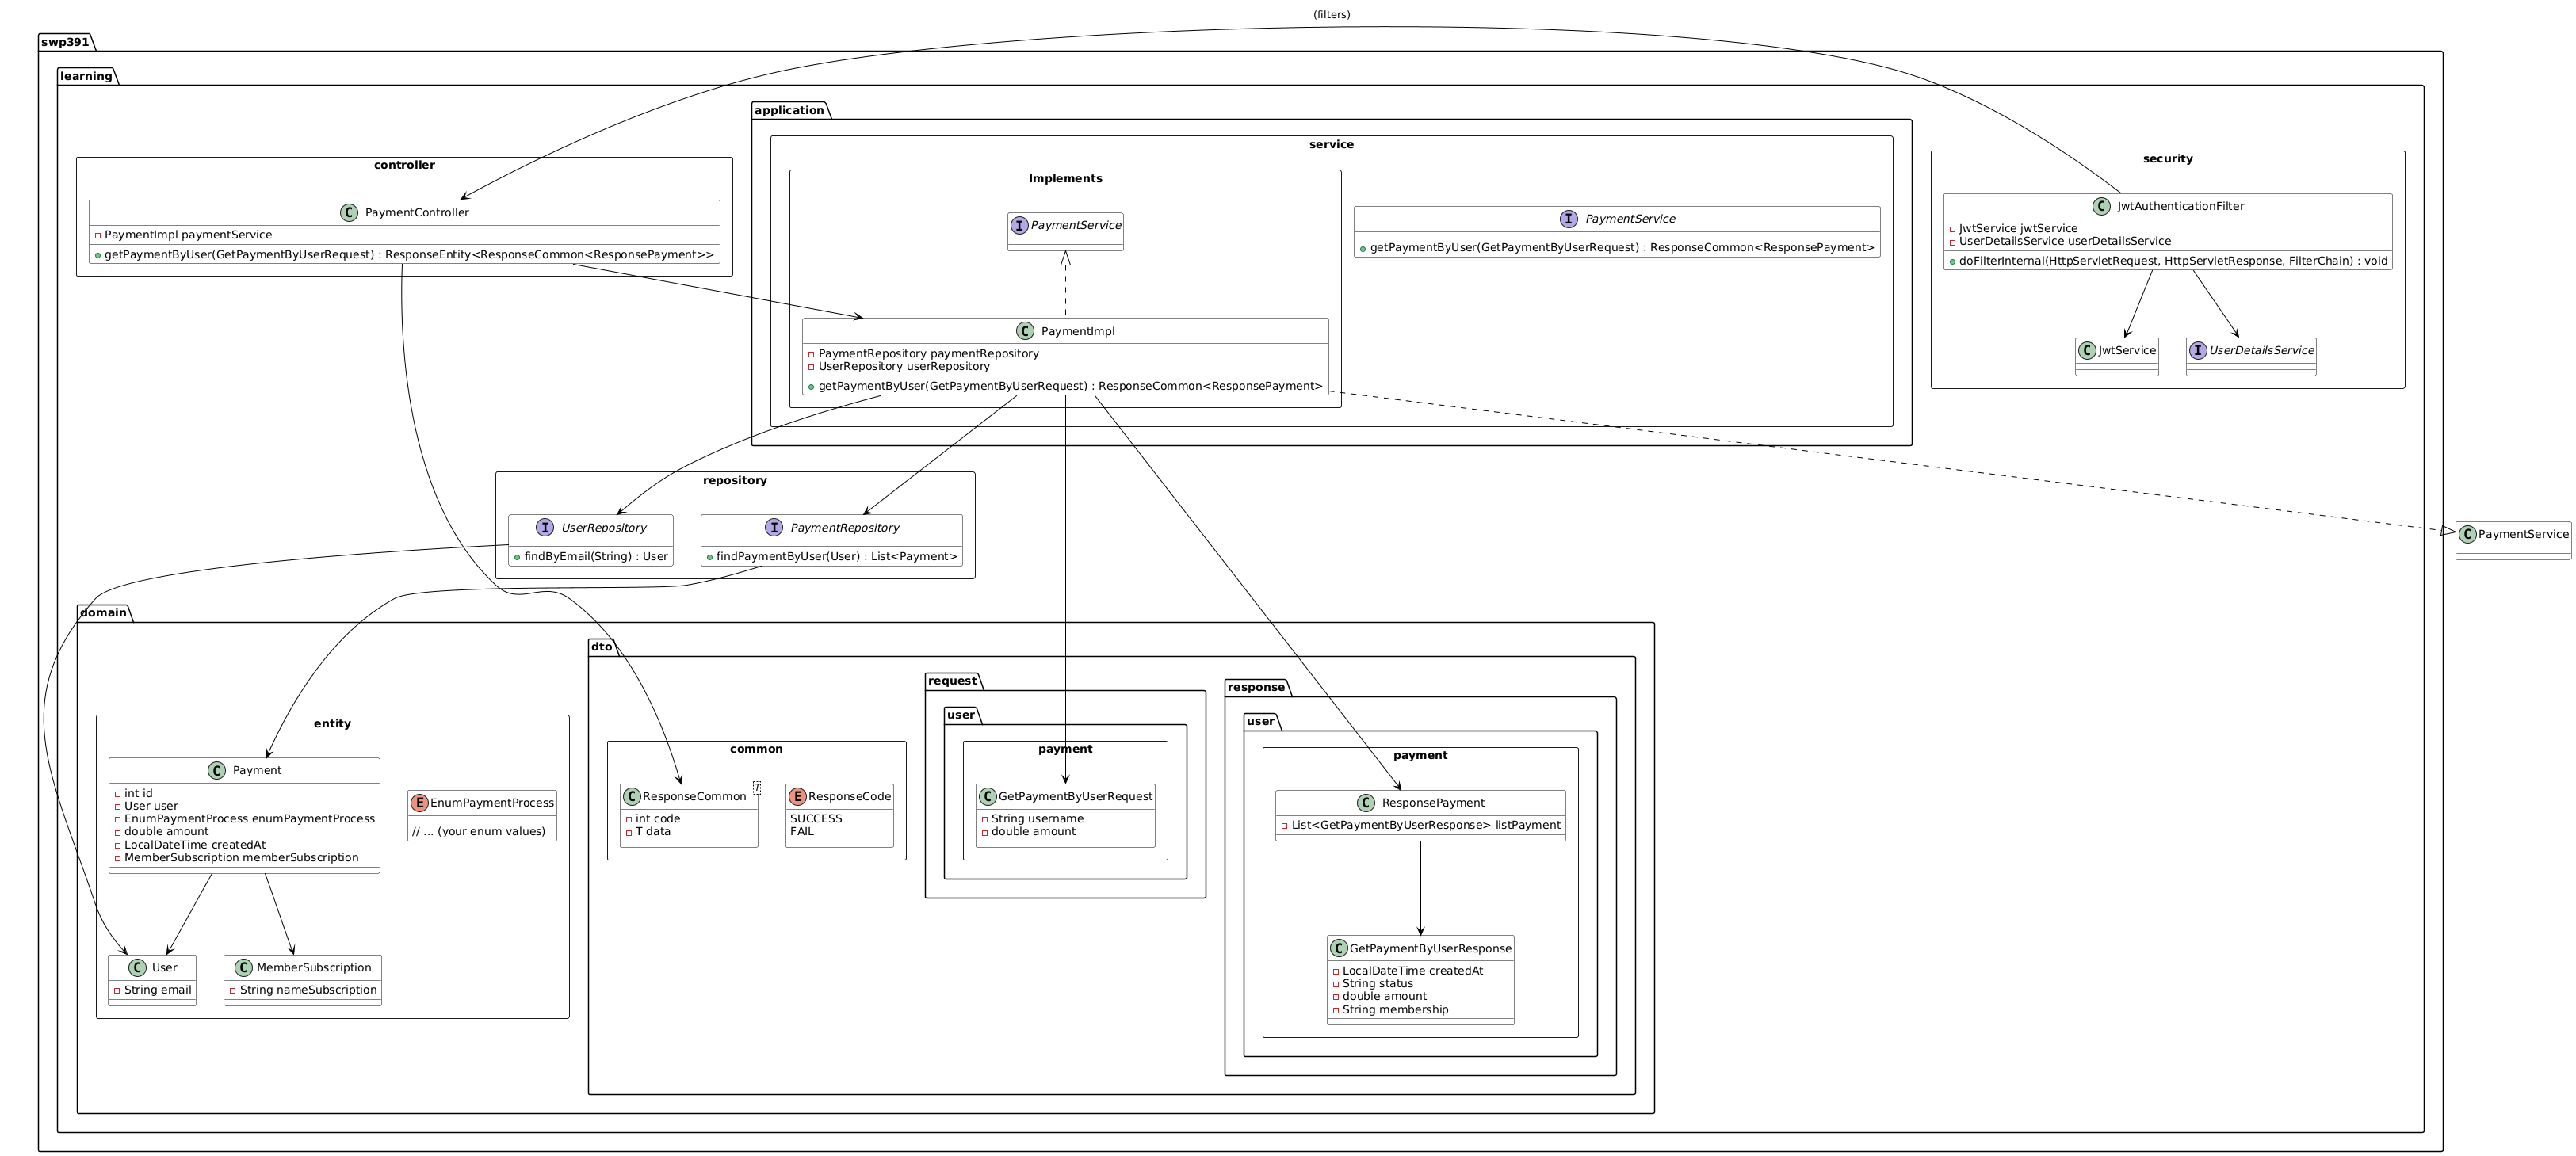 (filters)
swp391
learning
application
service
controller
Implements
security
PaymentController
PaymentImpl paymentService
getPaymentByUser(GetPaymentByUserRequest) : ResponseEntity<ResponseCommon<ResponsePayment>>
PaymentService
PaymentService
getPaymentByUser(GetPaymentByUserRequest) : ResponseCommon<ResponsePayment>
JwtAuthenticationFilter
JwtService jwtService
UserDetailsService userDetailsService
doFilterInternal(HttpServletRequest, HttpServletResponse, FilterChain) : void
PaymentImpl
PaymentRepository paymentRepository
UserRepository userRepository
getPaymentByUser(GetPaymentByUserRequest) : ResponseCommon<ResponsePayment>
JwtService
UserDetailsService
repository
UserRepository
findByEmail(String) : User
PaymentRepository
findPaymentByUser(User) : List<Payment>
PaymentService
domain
dto
request
response
user
user
entity
common
payment
payment
Payment
int id
User user
EnumPaymentProcess enumPaymentProcess
double amount
LocalDateTime createdAt
MemberSubscription memberSubscription
EnumPaymentProcess
// ... (your enum values)
ResponseCommon
T
int code
T data
ResponseCode
SUCCESS
FAIL
GetPaymentByUserRequest
String username
double amount
ResponsePayment
List<GetPaymentByUserResponse> listPayment
User
String email
MemberSubscription
String nameSubscription
GetPaymentByUserResponse
LocalDateTime createdAt
String status
double amount
String membership